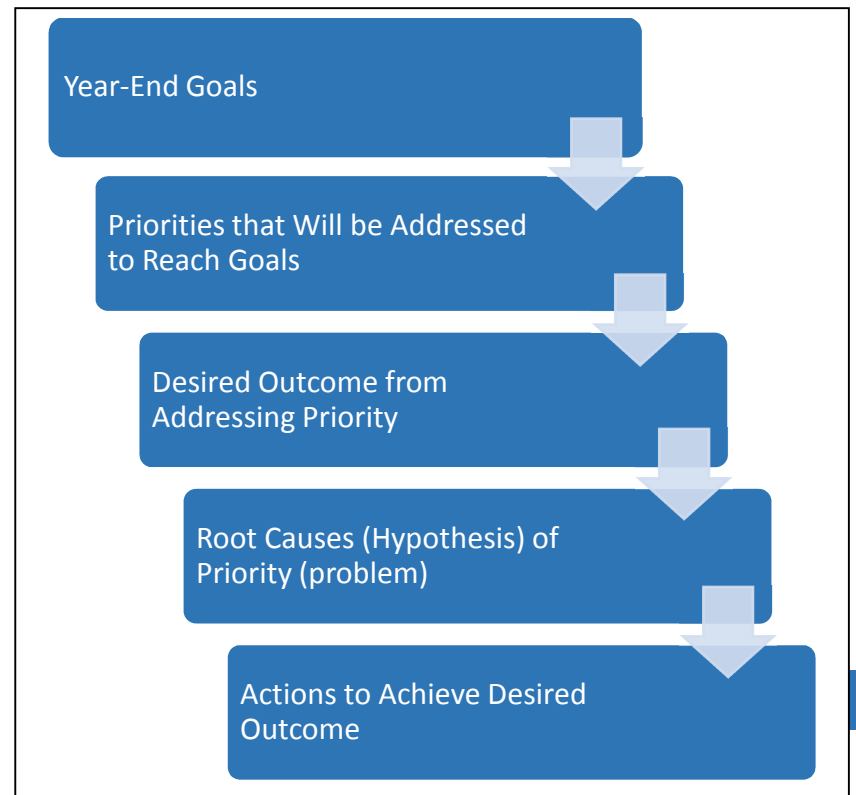 Year-End Goals
Priorities that Will be Addressed
to Reach Goals
Desired Outcome from
Addressing Priority
Root Causes (Hypothesis) of
Priority (problem)
Actions to Achieve Desired
Outcome